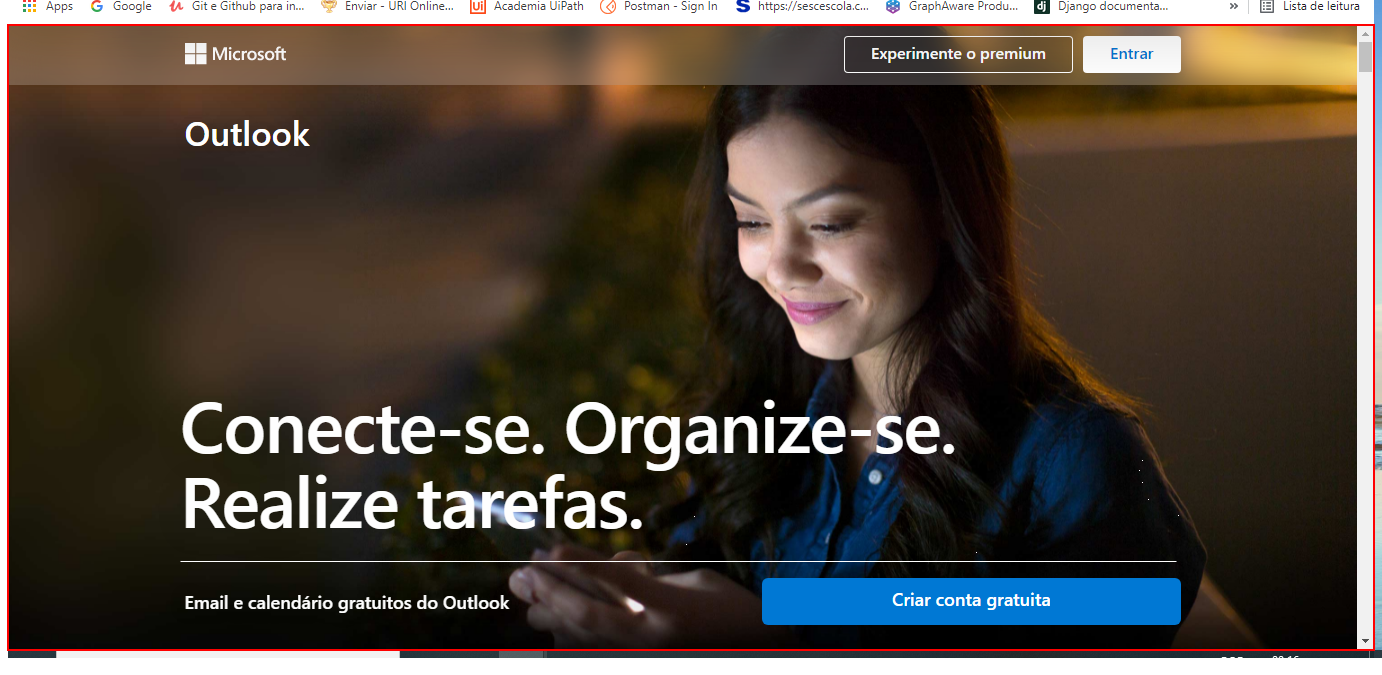 Apps Google Git e Github para in... Enviar - URI Online... Academia UiPath Postman - Sign In https://sescescola.c... GraphAware Produ... Django documenta... » Lista de leitura
Microsoft Experimente o premium Entrar
Outlook
Conecte-se. Organize-se.
Realize tarefas.
Email e calendário gratuitos do Outlook Criar conta gratuita